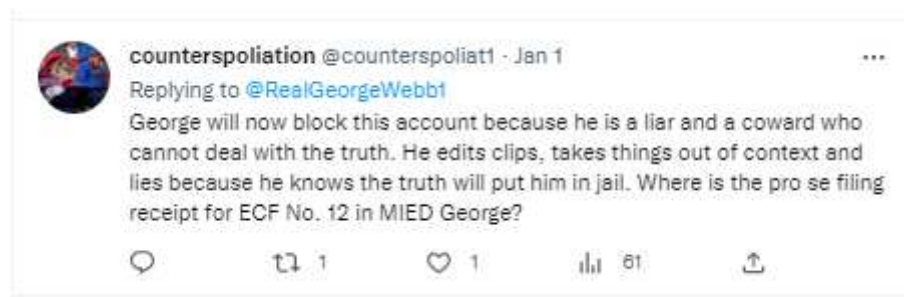 counterspoliation @counterspoliat1 · Jan 1
Replying to @RealGeorgeWebb1
George will now block this account because he is a liar and a coward who
cannot deal with the truth. He edits clips, takes things out of context and
lies because he knows the truth will put him in jail. Where is the pro se filing
receipt for ECF No. 12 in MIED George?
1 1 61